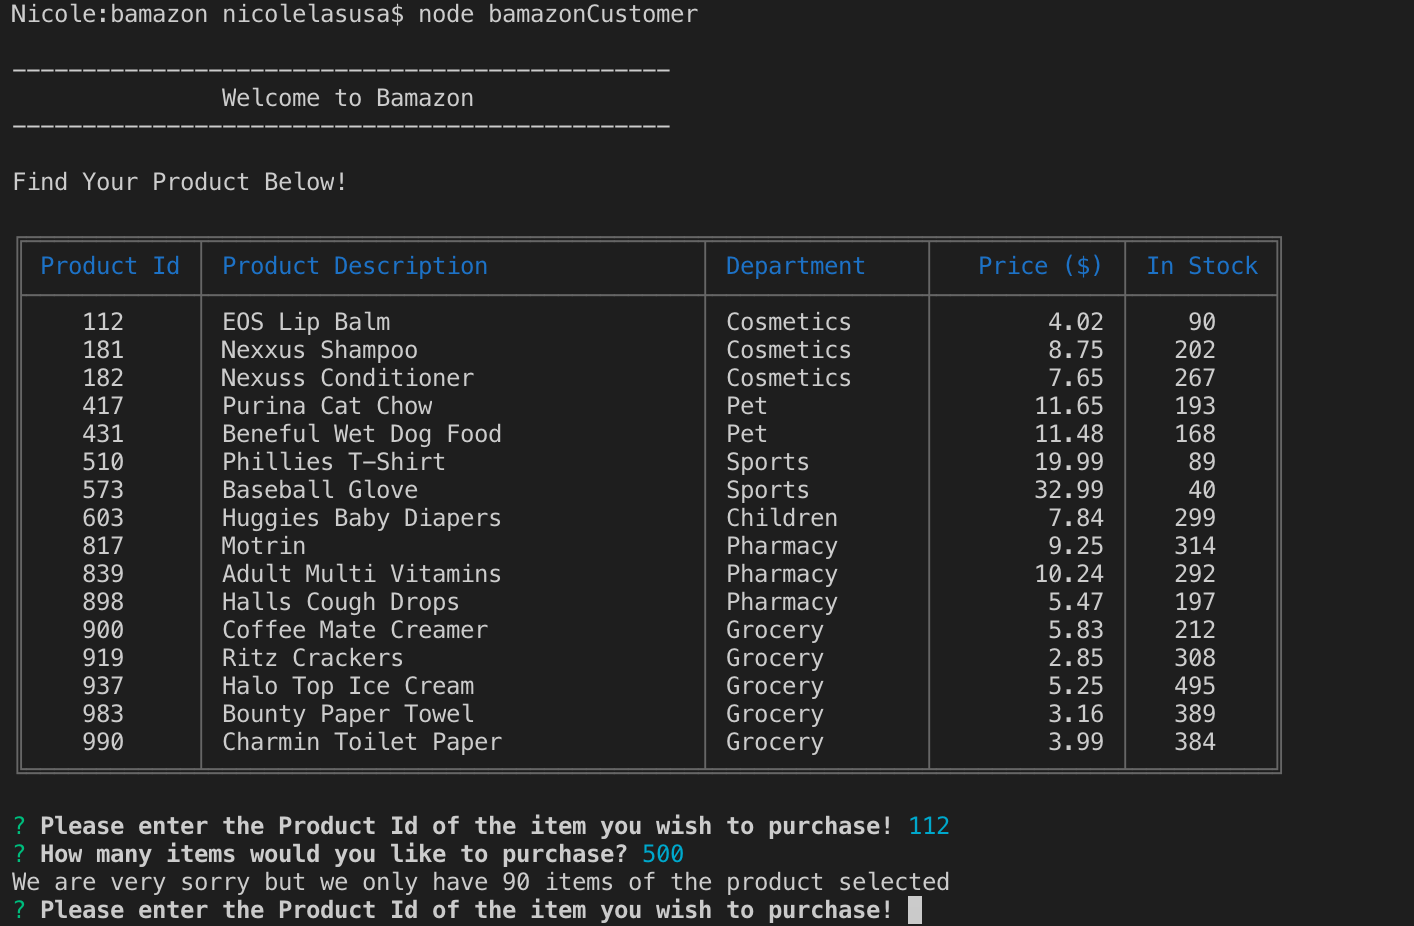 Nicole:bamazon nicolelasusa$ node bamazonCustomer
-----------------------------------------------
Welcome to Bamazon
-----------------------------------------------
Find Your Product Below!
Product Id Product Description Department Price ($) In Stock
112 EOS Lip Balm Cosmetics 4.02 90
181 Nexxus Shampoo Cosmetics 8.75 202
182 Nexuss Conditioner Cosmetics 7.65 267
417 Purina Cat Chow Pet 11.65 193
431 Beneful Wet Dog Food Pet 11.48 168
510 Phillies T-Shirt Sports 19.99 89
573 Baseball Glove Sports 32.99 40
603 Huggies Baby Diapers Children 7.84 299
817 Motrin Pharmacy 9.25 314
839 Adult Multi Vitamins Pharmacy 10.24 292
898 Halls Cough Drops Pharmacy 5.47 197
900 Coffee Mate Creamer Grocery 5.83 212
919 Ritz Crackers Grocery 2.85 308
937 Halo Top Ice Cream Grocery 5.25 495
983 Bounty Paper Towel Grocery 3.16 389
990 Charmin Toilet Paper Grocery 3.99 384
? Please enter the Product Id of the item you wish to purchase! 112
? How many items would you like to purchase? 500
We are very sorry but we only have 90 items of the product selected
? Please enter the Product Id of the item you wish to purchase!